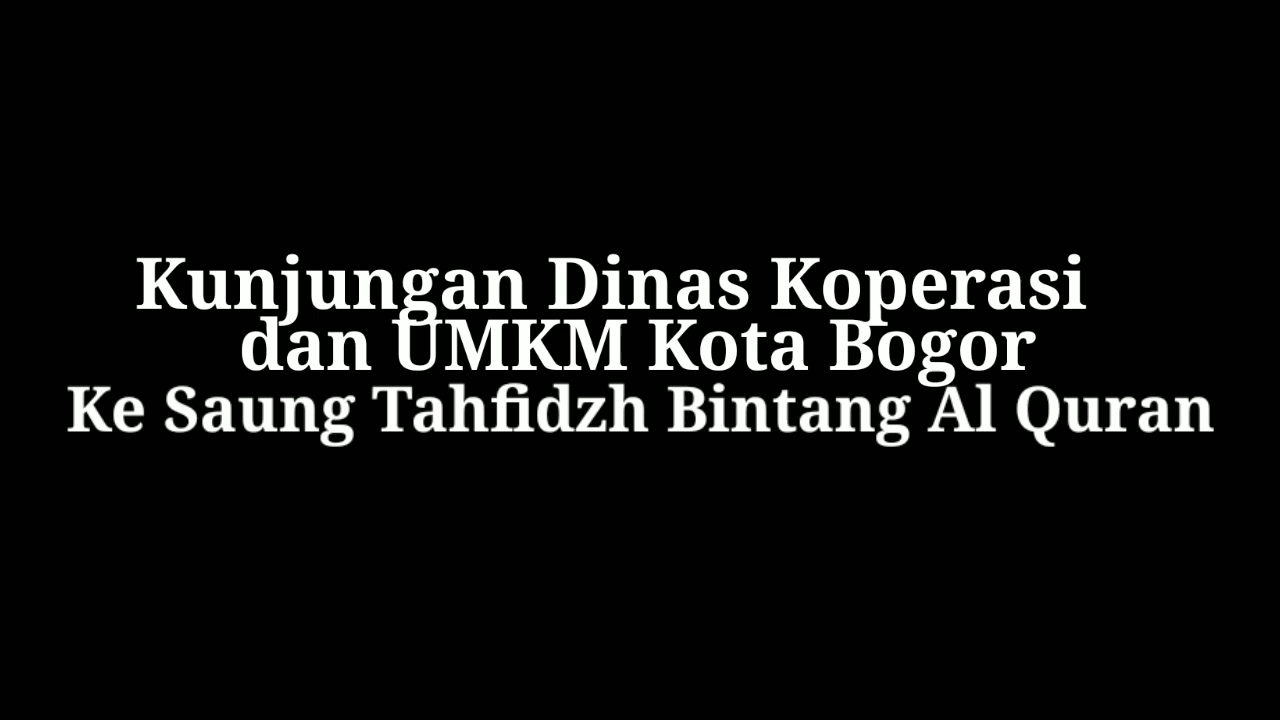 Kunjungan Dinas Koperasi
dan UMKM Kota Bogor
Ke Saung Tahfidzh Bintang Al Quran